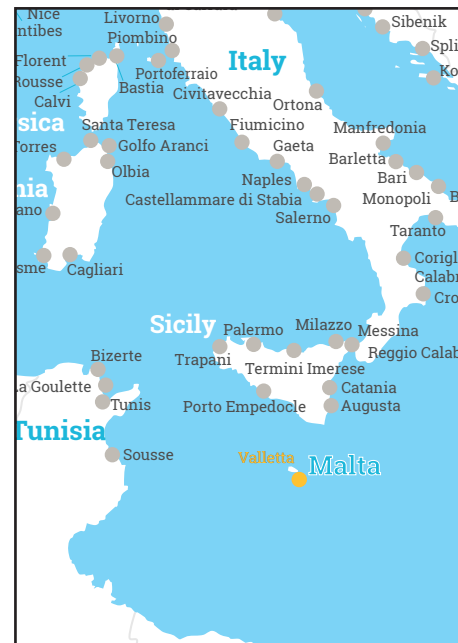 Nice
Livorno
Sibenik
ntibes
Piombino
Split
Florent
Italy
Rousse
Portoferraio
Ko
Calvi
Bastia
Civitavecchia
Ortona
sica
Santa Teresa
Fiumicino
Manfredonia
Torres
Golfo Aranci
Gaeta
Barletta
Olbia
Bari
nia
Naples
Monopoli
B
ano
Castellammare di Stabia
Salerno
Taranto
Corigl
sme
Cagliari
Calabr
Cro
Sicily
Palermo
Milazzo
Messina
Bizerte
Trapani
Reggio Calab
La Goulette
Termini Imerese
Catania
Tunis
Porto Empedocle
Augusta
Tunisia
Sousse
Valletta
Malta